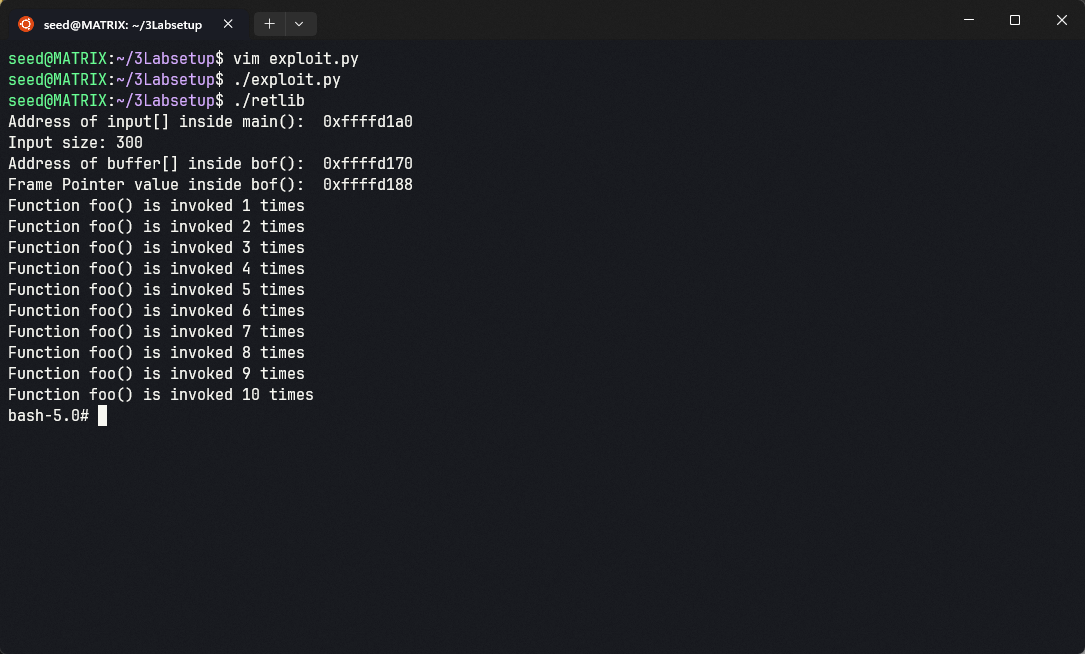 seed@MATRIX: ~/3Labsetup
seed@MATRIX:~/3Labsetup$ vim exploit.py
seed@MATRIX:~/3Labsetup$ ./exploit.py
seed@MATRIX:~/3Labsetup$ ./retlib
Address of input[] inside main():  0xffffd1a0
Input size: 300
Address of buffer[] inside bof():  0xffffd170
Frame Pointer value inside bof():  0xffffd188
Function foo() is invoked 1 times
Function foo() is invoked 2 times
Function foo() is invoked 3 times
Function foo() is invoked 4 times
Function foo() is invoked 5 times
Function foo() is invoked 6 times
Function foo() is invoked 7 times
Function foo() is invoked 8 times
Function foo() is invoked 9 times
Function foo() is invoked 10 times
bash-5.0#